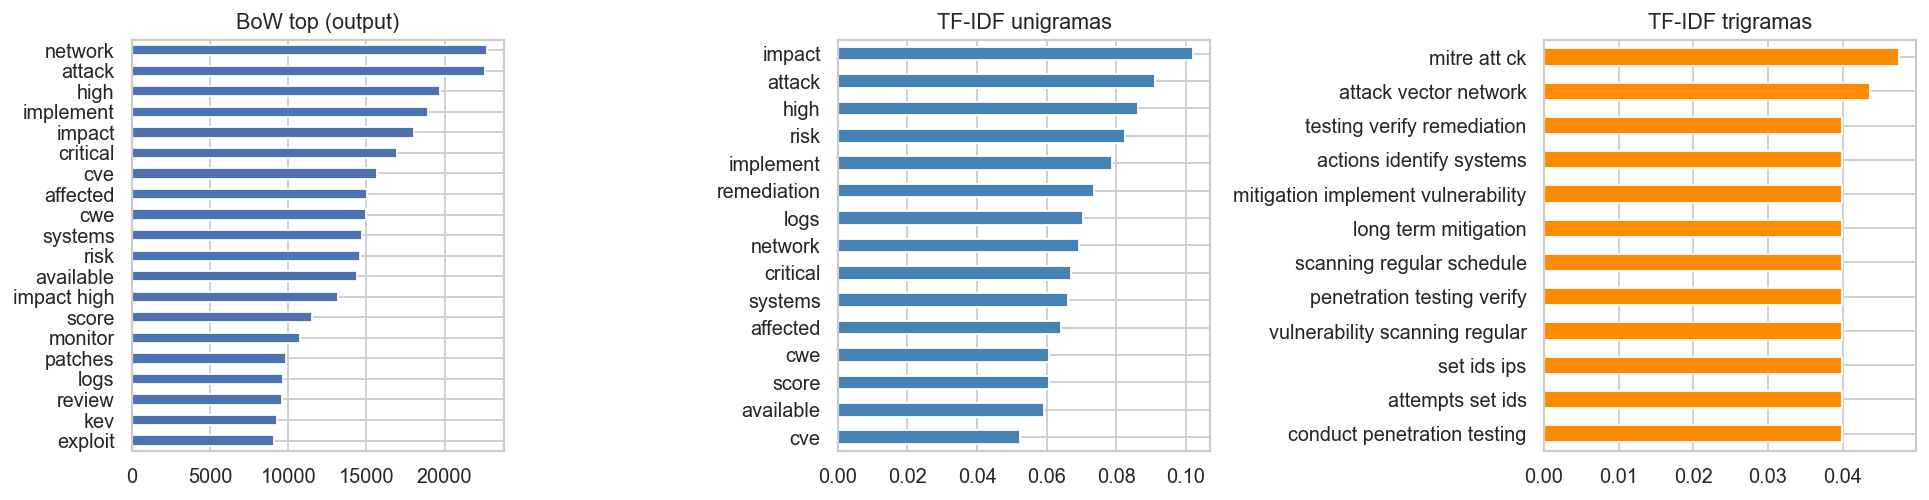 BoW top (output)
network
attack
high
implement
impact
critical
cve
affected
cwe
systems
risk
available
impact high
score
monitor
patches
logs
review
kev
exploit
0 5000 10000 15000 20000
TF-IDF unigramas
impact
attack
high
risk
implement
remediation
logs
network
critical
systems
affected
cwe
score
available
cve
0.00 0.02 0.04 0.06 0.08 0.10
TF-IDF trigramas
mitre att ck
attack vector network
testing verify remediation
actions identify systems
mitigation implement vulnerability
long term mitigation
scanning regular schedule
penetration testing verify
vulnerability scanning regular
set ids ips
attempts set ids
conduct penetration testing
0.00 0.01 0.02 0.03 0.04